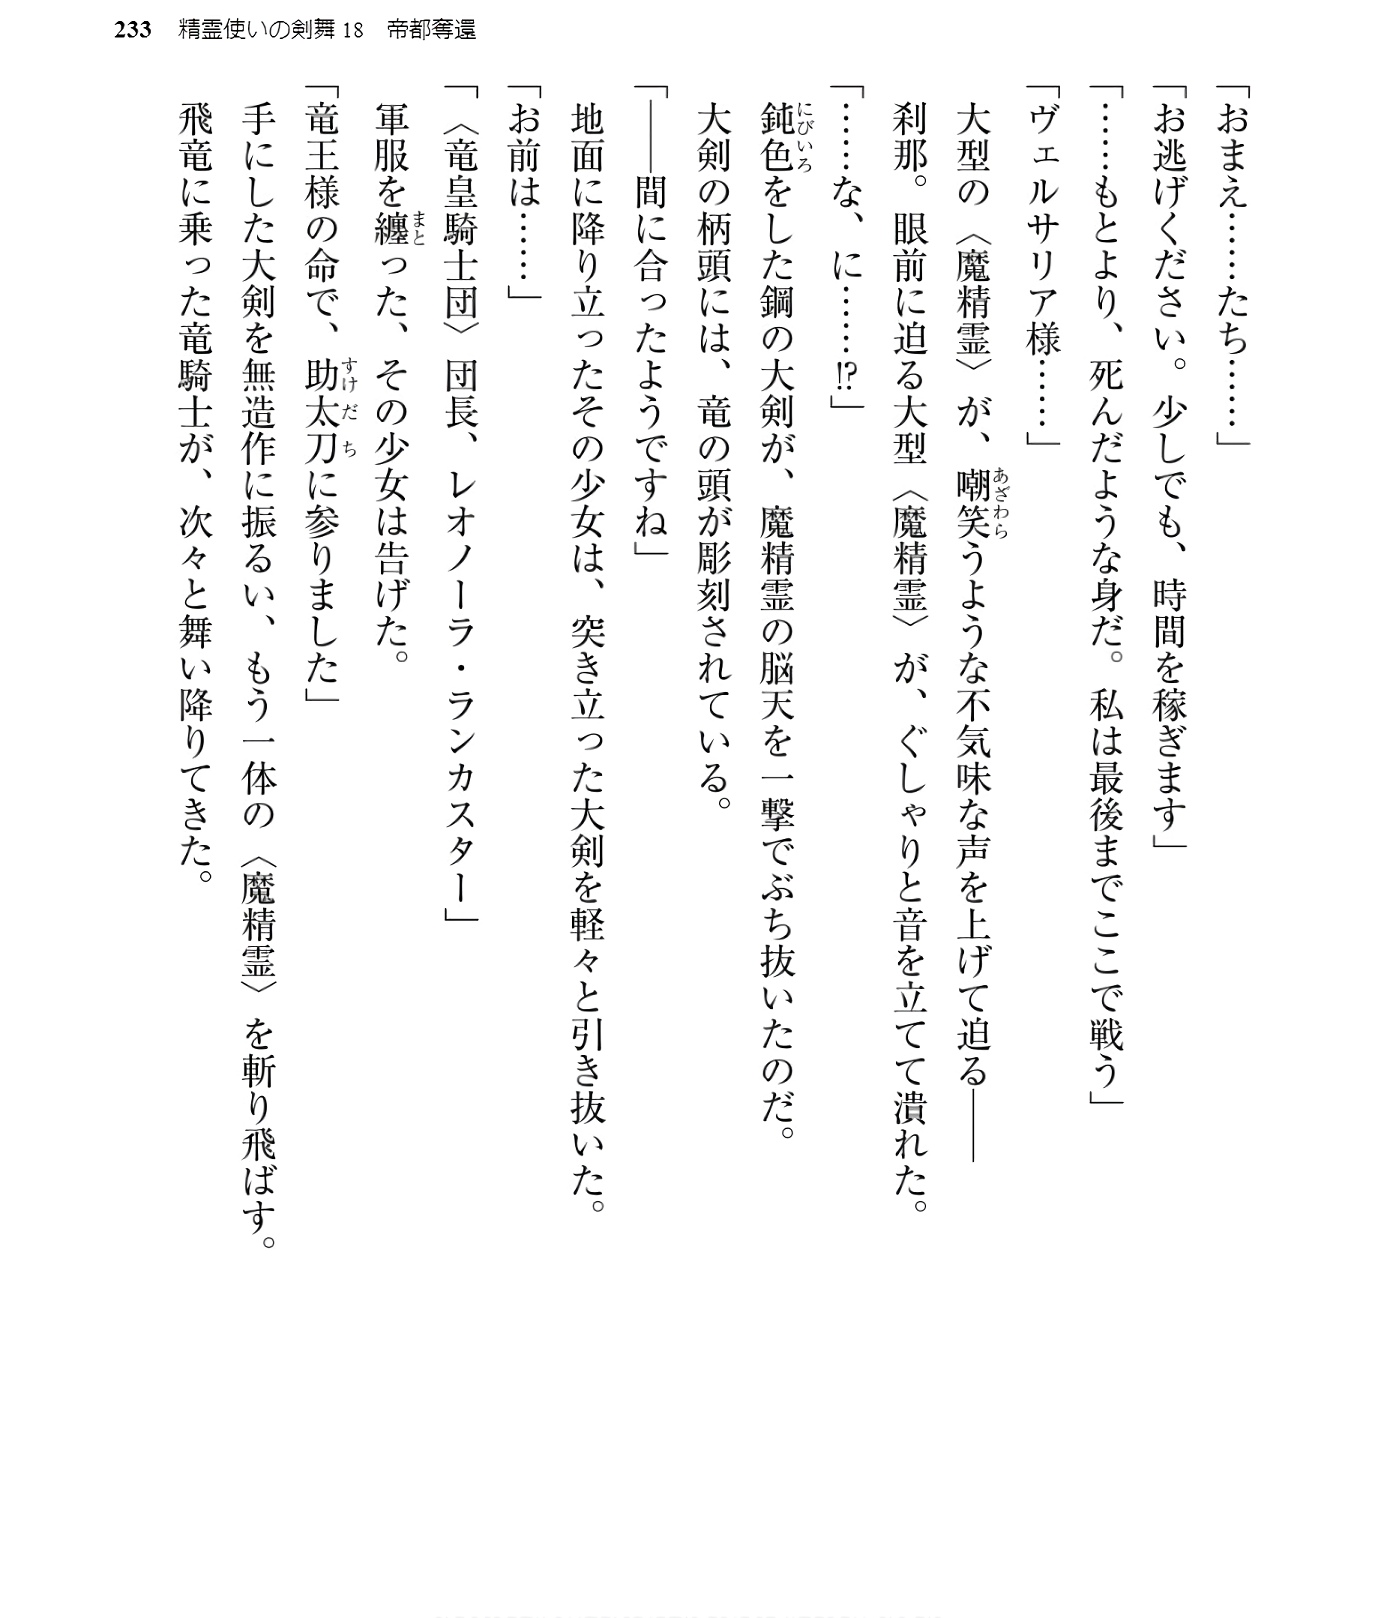 233 精霊使いの剣舞18 帝都奪還
「おまえ……たち……」
「お逃げください。少しでも、時間を稼ぎます」
「……もとより、死んだような身だ。私は最後までここで戦う」
「ヴェルサリア様……」
大型の〈魔精霊〉が、嘲笑うような不気味な声を上げて迫る――
刹那。眼前に迫る大型〈魔精霊〉が、ぐしゃりと音を立てて潰れた。
「……な、に……⁉」
鈍色をした鋼の大剣が、魔精霊の脳天を一撃でぶち抜いたのだ。
大剣の柄頭には、竜の頭が彫刻されている。
「――間に合ったようですね」
地面に降り立ったその少女は、突き立った大剣を軽々と引き抜いた。
「お前は……」
「〈竜皇騎士団〉団長、レオノーラ・ランカスター」
軍服を纏った、その少女は告げた。
「竜王様の命で、助太刀に参りました」
手にした大剣を無造作に振るい、もう一体の〈魔精霊〉を斬り飛ばす。
飛竜に乗った竜騎士が、次々と舞い降りてきた。